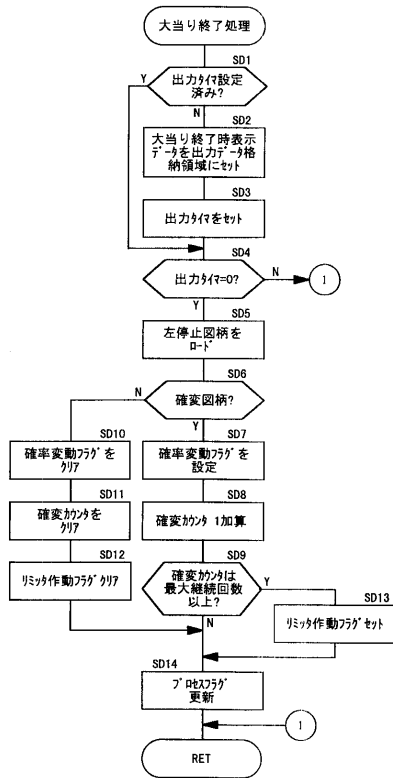 大当り終了処理
SD1
Y
出力ﾀｲﾏ設定
済み?
N
SD2
大当り終了時表示
ﾃﾞｰﾀを出力ﾃﾞｰﾀ格
納領域にｾｯﾄ
SD3
出力ﾀｲﾏをｾｯﾄ
SD4
出力ﾀｲﾏ=0?
N
1
Y
SD5
左停止図柄を
ﾛｰﾄﾞ
SD6
N
確変図柄?
SD10
Y
SD7
確率変動ﾌﾗｸﾞを
クリア
確率変動ﾌﾗｸﾞを
設定
SD11
SD8
確変ｶｳﾝﾀを
クリア
確変ｶｳﾝﾀ 1加算
SD12
SD9
ﾘﾐｯﾀ作動ﾌﾗｸﾞｸﾘｱ
確変ｶｳﾝﾀは
最大継続回数
以上?
Y
SD13
N
ﾘﾐｯﾀ作動ﾌﾗｸﾞｾｯﾄ
SD14
ﾌﾟﾛｾｽﾌﾗｸﾞ
更新
1
RET